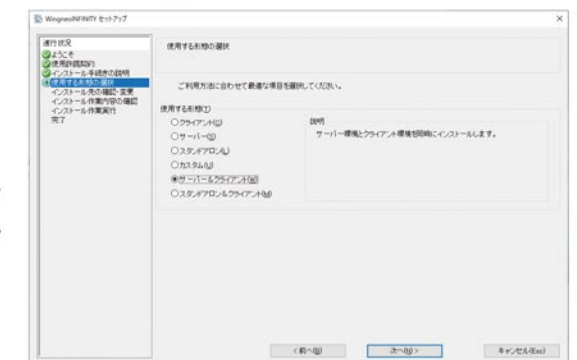 WingneoINFINITY セットアップ
進行状況
ようこそ
使用許諾契約
インストール手続きの説明
使用する形態の選択
インストール先の確認・変更
インストール作業内容の確認
インストール作業実行
完了
使用する形態の選択
ご利用方法に合わせて最適な項目を選択してください。
使用する形態(T)
クライアント(C)
サーバー(S)
スタンドアロン(L)
カスタム(U)
サーバー&クライアント(W)
スタンドアロン&クライアント(M)
説明
サーバー環境とクライアント環境を同時にインストールします。
< 前へ(B)
次へ(N) >
キャンセル(Esc)